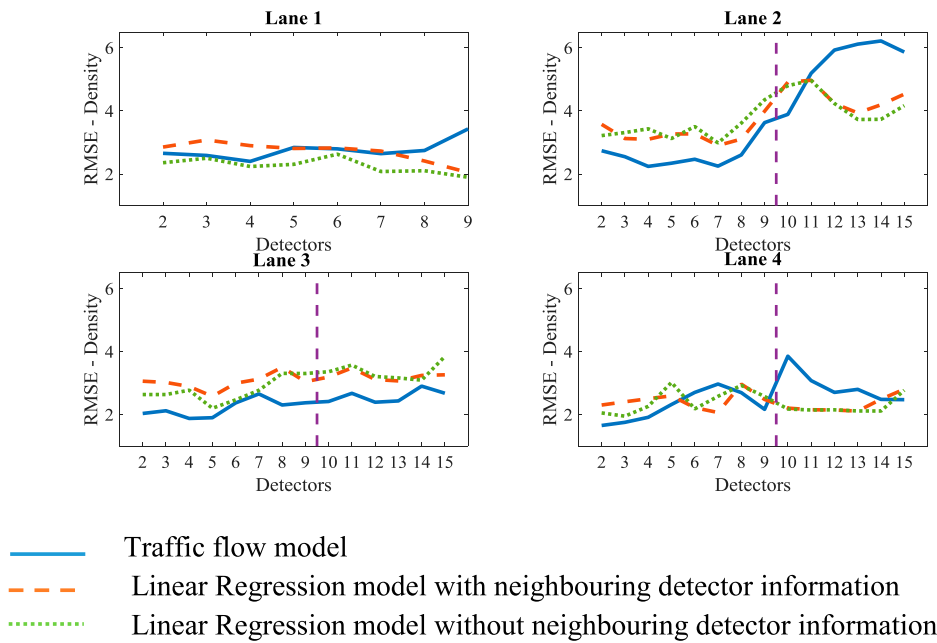 Lane 1
RMSE - Density
6
4
2
2 3 4 5 6 7 8 9
Detectors
Lane 2
RMSE - Density
6
4
2
2 3 4 5 6 7 8 9 10 11 12 13 14 15
Detectors
Lane 3
RMSE - Density
6
4
2
2 3 4 5 6 7 8 9 10 11 12 13 14 15
Detectors
Lane 4
RMSE - Density
6
4
2
2 3 4 5 6 7 8 9 10 11 12 13 14 15
Detectors
Traffic flow model
Linear Regression model with neighbouring detector information
Linear Regression model without neighbouring detector information